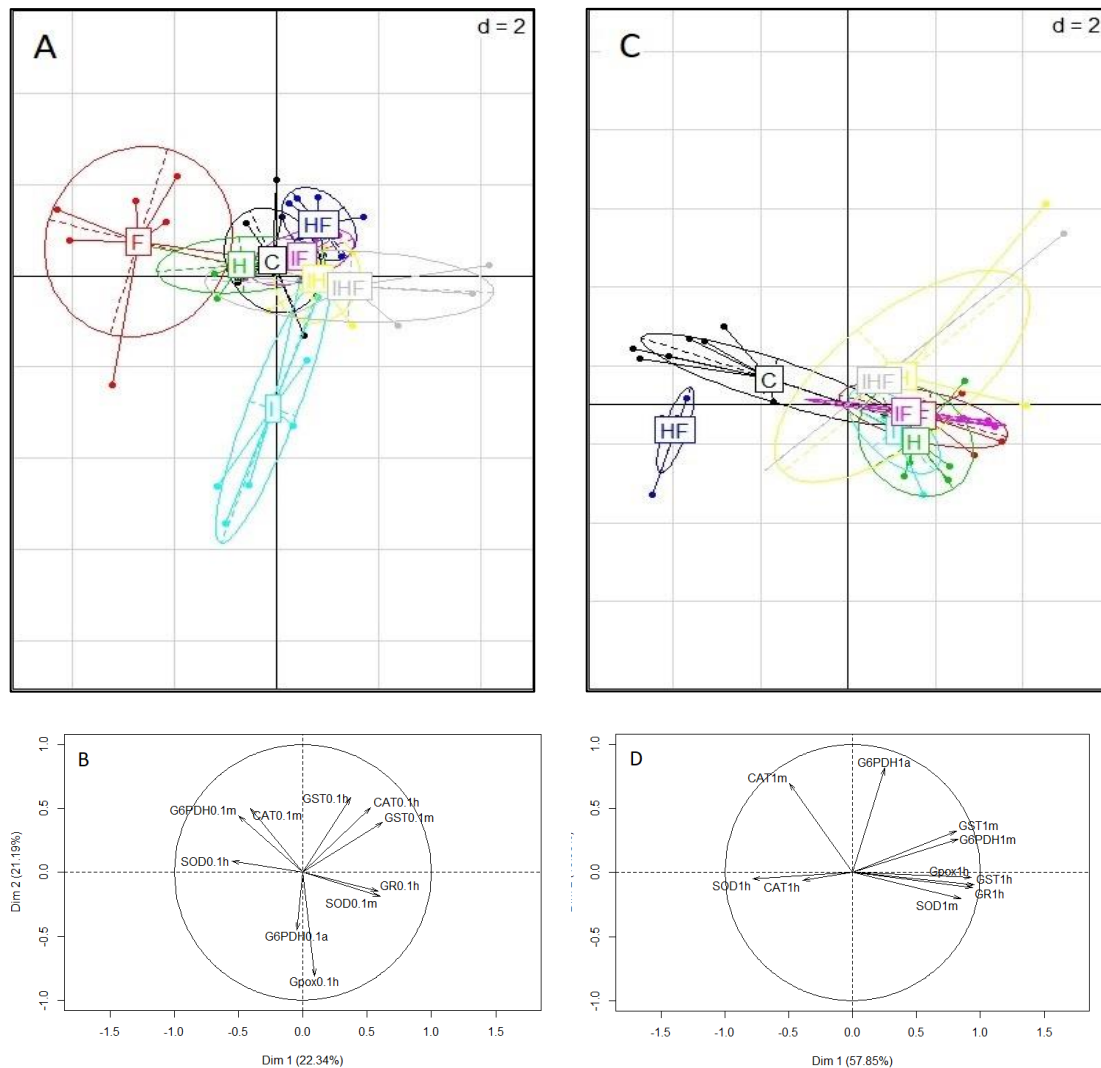 A
d = 2
F
H
C
IF
HF
IH
IHF
I
C
d = 2
C
HF
IHF
H
IF
F
I
H
B
1.0
0.5
0.0
-0.5
-1.0
Dim 2 (21.19%)
G6PDH0.1m
CAT0.1m
GST0.1h
CAT0.1h
GST0.1m
SOD0.1h
GR0.1h
SOD0.1m
G6PDH0.1a
Gpox0.1h
-1.5 -1.0 -0.5 0.0 0.5 1.0 1.5
Dim 1 (22.34%)
D
1.0
0.5
0.0
-0.5
-1.0
CAT1m
G6PDH1a
GST1m
G6PDH1m
Gpox1h
GST1h
GR1h
SOD1h
CAT1h
SOD1m
-1.5 -1.0 -0.5 0.0 0.5 1.0 1.5
Dim 1 (57.85%)